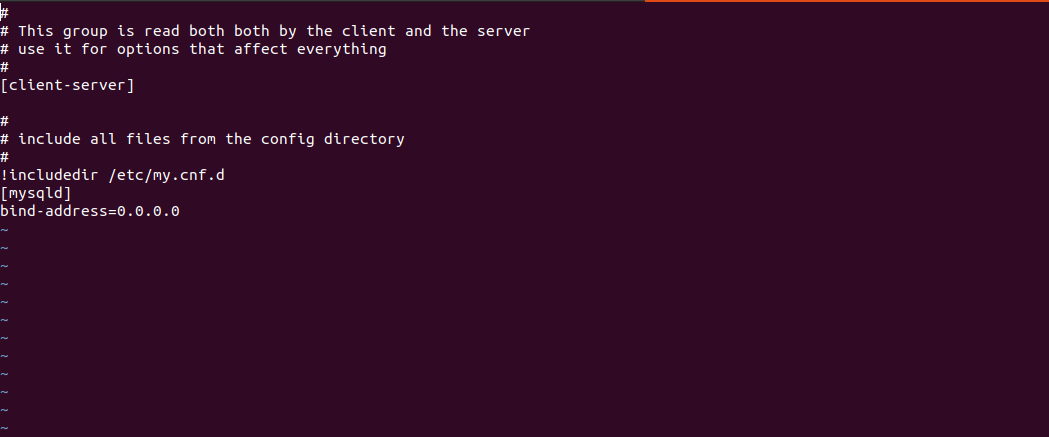 #
# This group is read both both by the client and the server
# use it for options that affect everything
#
[client-server]

#
# include all files from the config directory
#
!includedir /etc/my.cnf.d
[mysqld]
bind-address=0.0.0.0
~
~
~
~
~
~
~
~
~
~
~
~